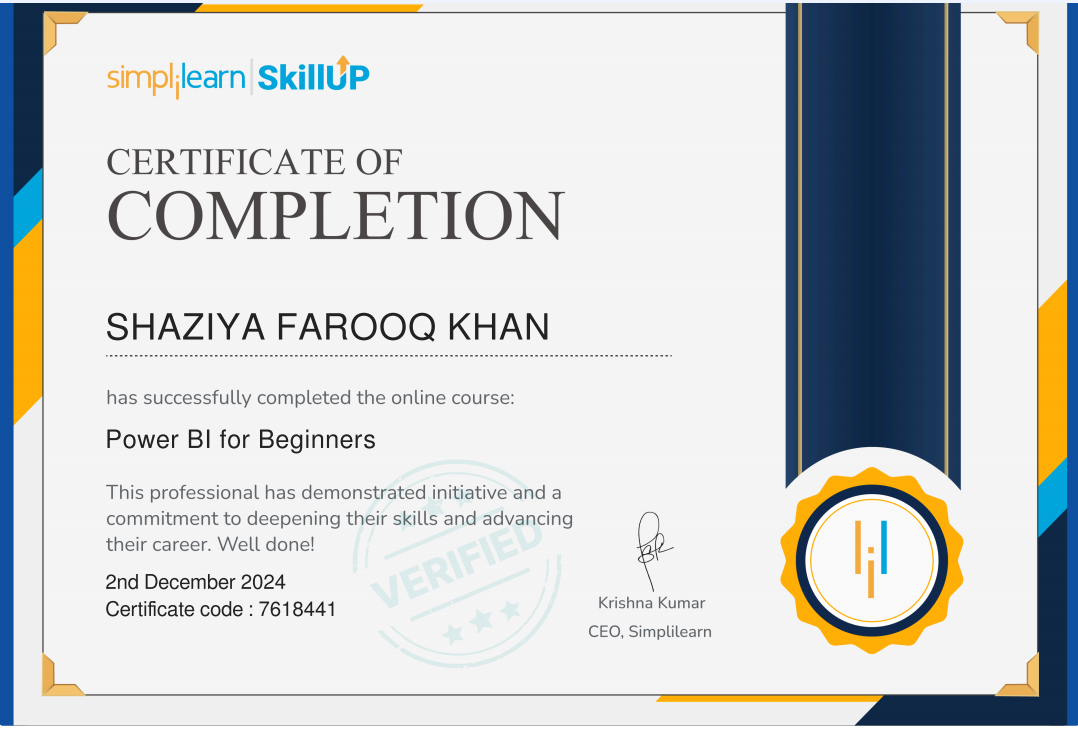 simplilearn | SkillUP
CERTIFICATE OF
COMPLETION
SHAZIYA FAROOQ KHAN
has successfully completed the online course:
Power BI for Beginners
This professional has demonstrated initiative and a
commitment to deepening their skills and advancing
their career. Well done!
2nd December 2024
Certificate code : 7618441
VERIFIED
Krishna Kumar
CEO, Simplilearn